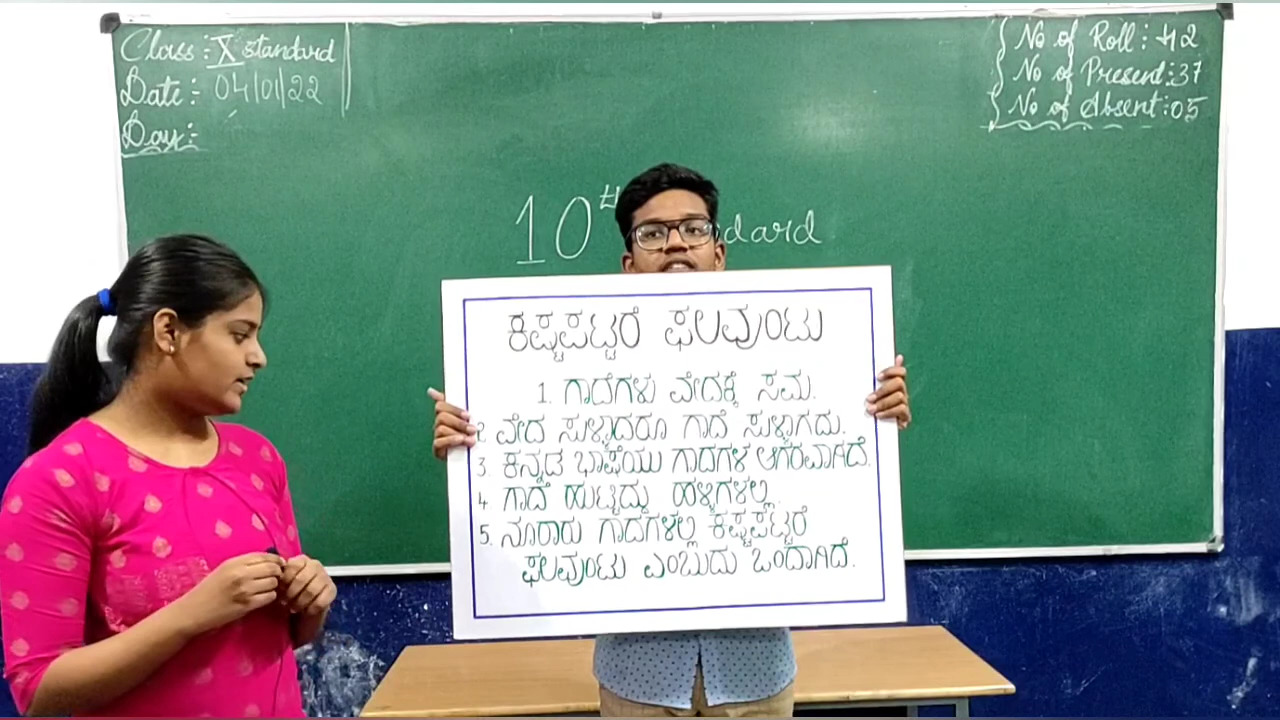 Class: X standard
Date: 04/01/22
Day:
No of Roll: 42
No of Present: 37
No of Absent: 05
10th dard
ಕಷ್ಟಪಟ್ಟರೆ ಫಲವುಂಟು
1. ಗಾದೆಗಳು ವೇದಕ್ಕೆ ಸಮ.
2 ವೇದ ಸುಳ್ಳಾದರೂ ಗಾದೆ ಸುಳ್ಳಾಗದು.
3. ಕನ್ನಡ ಭಾಷೆಯು ಗಾದೆಗಳ ಆಗರವಾಗಿದೆ.
4. ಗಾದೆ ಹುಟ್ಟಿದ್ದು ಹಳ್ಳಿಗಳಲ್ಲಿ.
5. ನೂರಾರು ಗಾದೆಗಳಲ್ಲಿ ಕಷ್ಟಪಟ್ಟರೆ
ಫಲವುಂಟು ಎಂಬುದು ಒಂದಾಗಿದೆ.